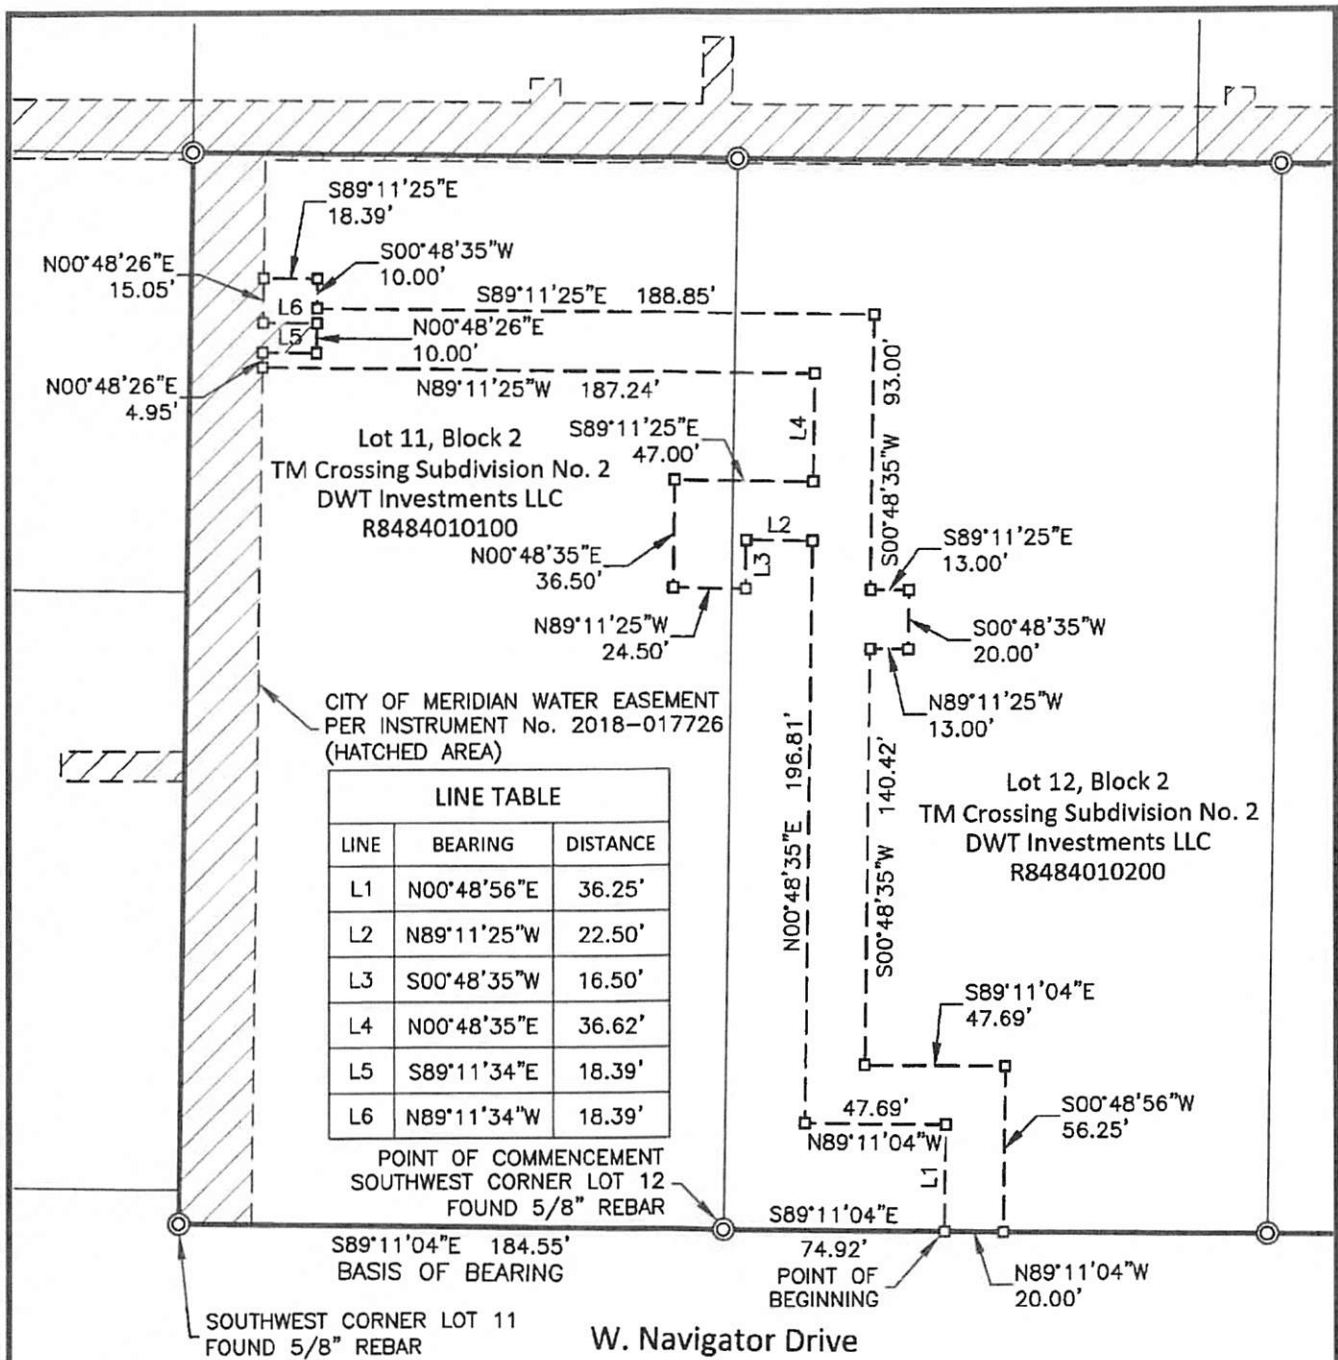 S89°11'25"E
18.39'
S00°48'35"W
10.00'
N00°48'26"E
15.05'
S89°11'25"E 188.85'
L6
L5
N00°48'26"E
10.00'
N00°48'26"E
4.95'
N89°11'25"W 187.24'
S00°48'35"W 93.00'
L4
Lot 11, Block 2
TM Crossing Subdivision No. 2
DWT Investments LLC
R8484010100
S89°11'25"E
47.00'
L2
L3
N00°48'35"E
36.50'
N89°11'25"W
24.50'
S89°11'25"E
13.00'
S00°48'35"W
20.00'
N89°11'25"W
13.00'
CITY OF MERIDIAN WATER EASEMENT
PER INSTRUMENT No. 2018-017726
(HATCHED AREA)
N00°48'35"E 196.81'
S00°48'35"W 140.42'
Lot 12, Block 2
TM Crossing Subdivision No. 2
DWT Investments LLC
R8484010200
LINE TABLE
LINE BEARING DISTANCE
L1 N00°48'56"E 36.25'
L2 N89°11'25"W 22.50'
L3 S00°48'35"W 16.50'
L4 N00°48'35"E 36.62'
L5 S89°11'34"E 18.39'
L6 N89°11'34"W 18.39'
S89°11'04"E
47.69'
47.69'
N89°11'04"W
S00°48'56"W
56.25'
L1
POINT OF COMMENCEMENT
SOUTHWEST CORNER LOT 12
FOUND 5/8" REBAR
S89°11'04"E
74.92'
POINT OF
BEGINNING
N89°11'04"W
20.00'
S89°11'04"E 184.55'
BASIS OF BEARING
SOUTHWEST CORNER LOT 11
FOUND 5/8" REBAR
W. Navigator Drive